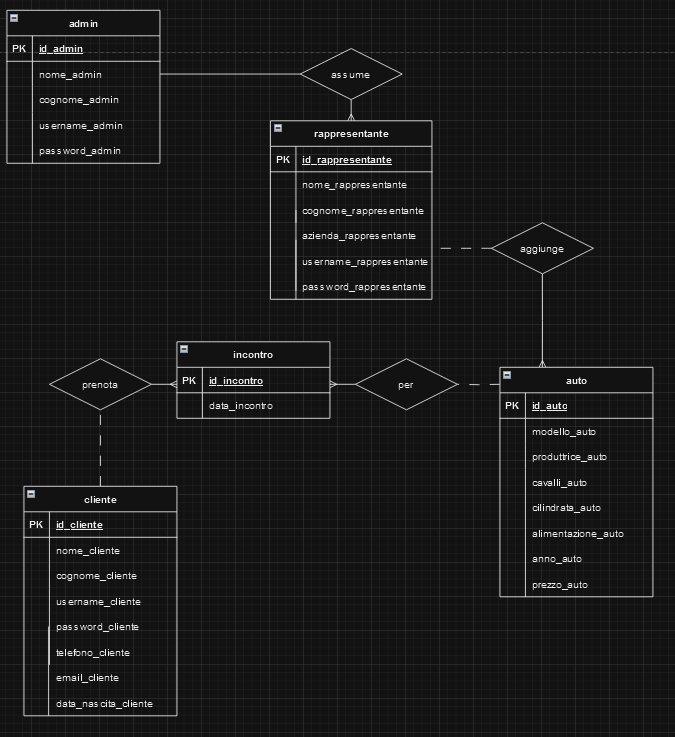 admin
PK id_admin
nome_admin
cognome_admin
username_admin
password_admin
assume
rappresentante
PK id_rappresentante
nome_rappresentante
cognome_rappresentante
azienda_rappresentante
username_rappresentante
password_rappresentante
aggiunge
incontro
PK id_incontro
data_incontro
prenota
per
auto
PK id_auto
modello_auto
produttrice_auto
cavalli_auto
cilindrata_auto
alimentazione_auto
anno_auto
prezzo_auto
cliente
PK id_cliente
nome_cliente
cognome_cliente
username_cliente
password_cliente
telefono_cliente
email_cliente
data_nascita_cliente